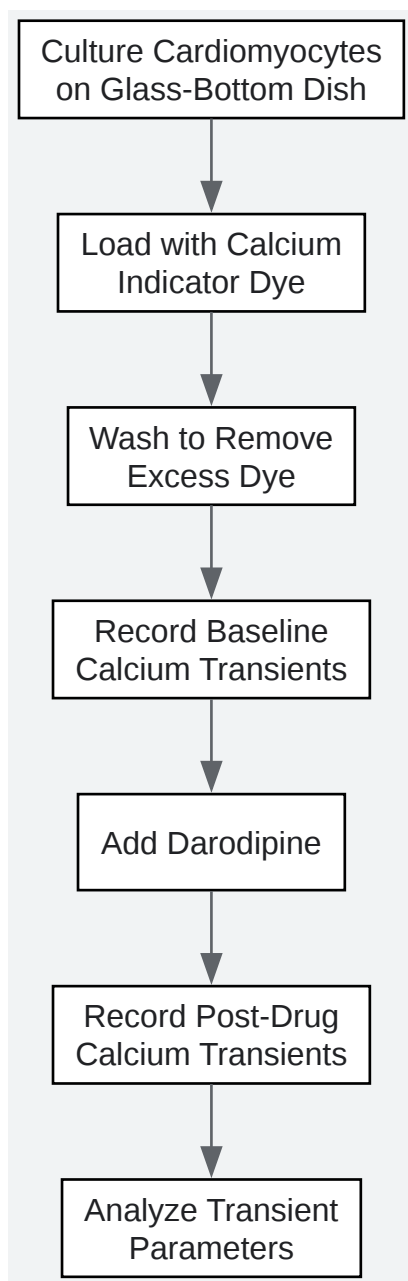 Culture Cardiomyocytes
on Glass-Bottom Dish
Load with Calcium
Indicator Dye
Wash to Remove
Excess Dye
Record Baseline
Calcium Transients
Add Darodipine
Record Post-Drug
Calcium Transients
Analyze Transient
Parameters